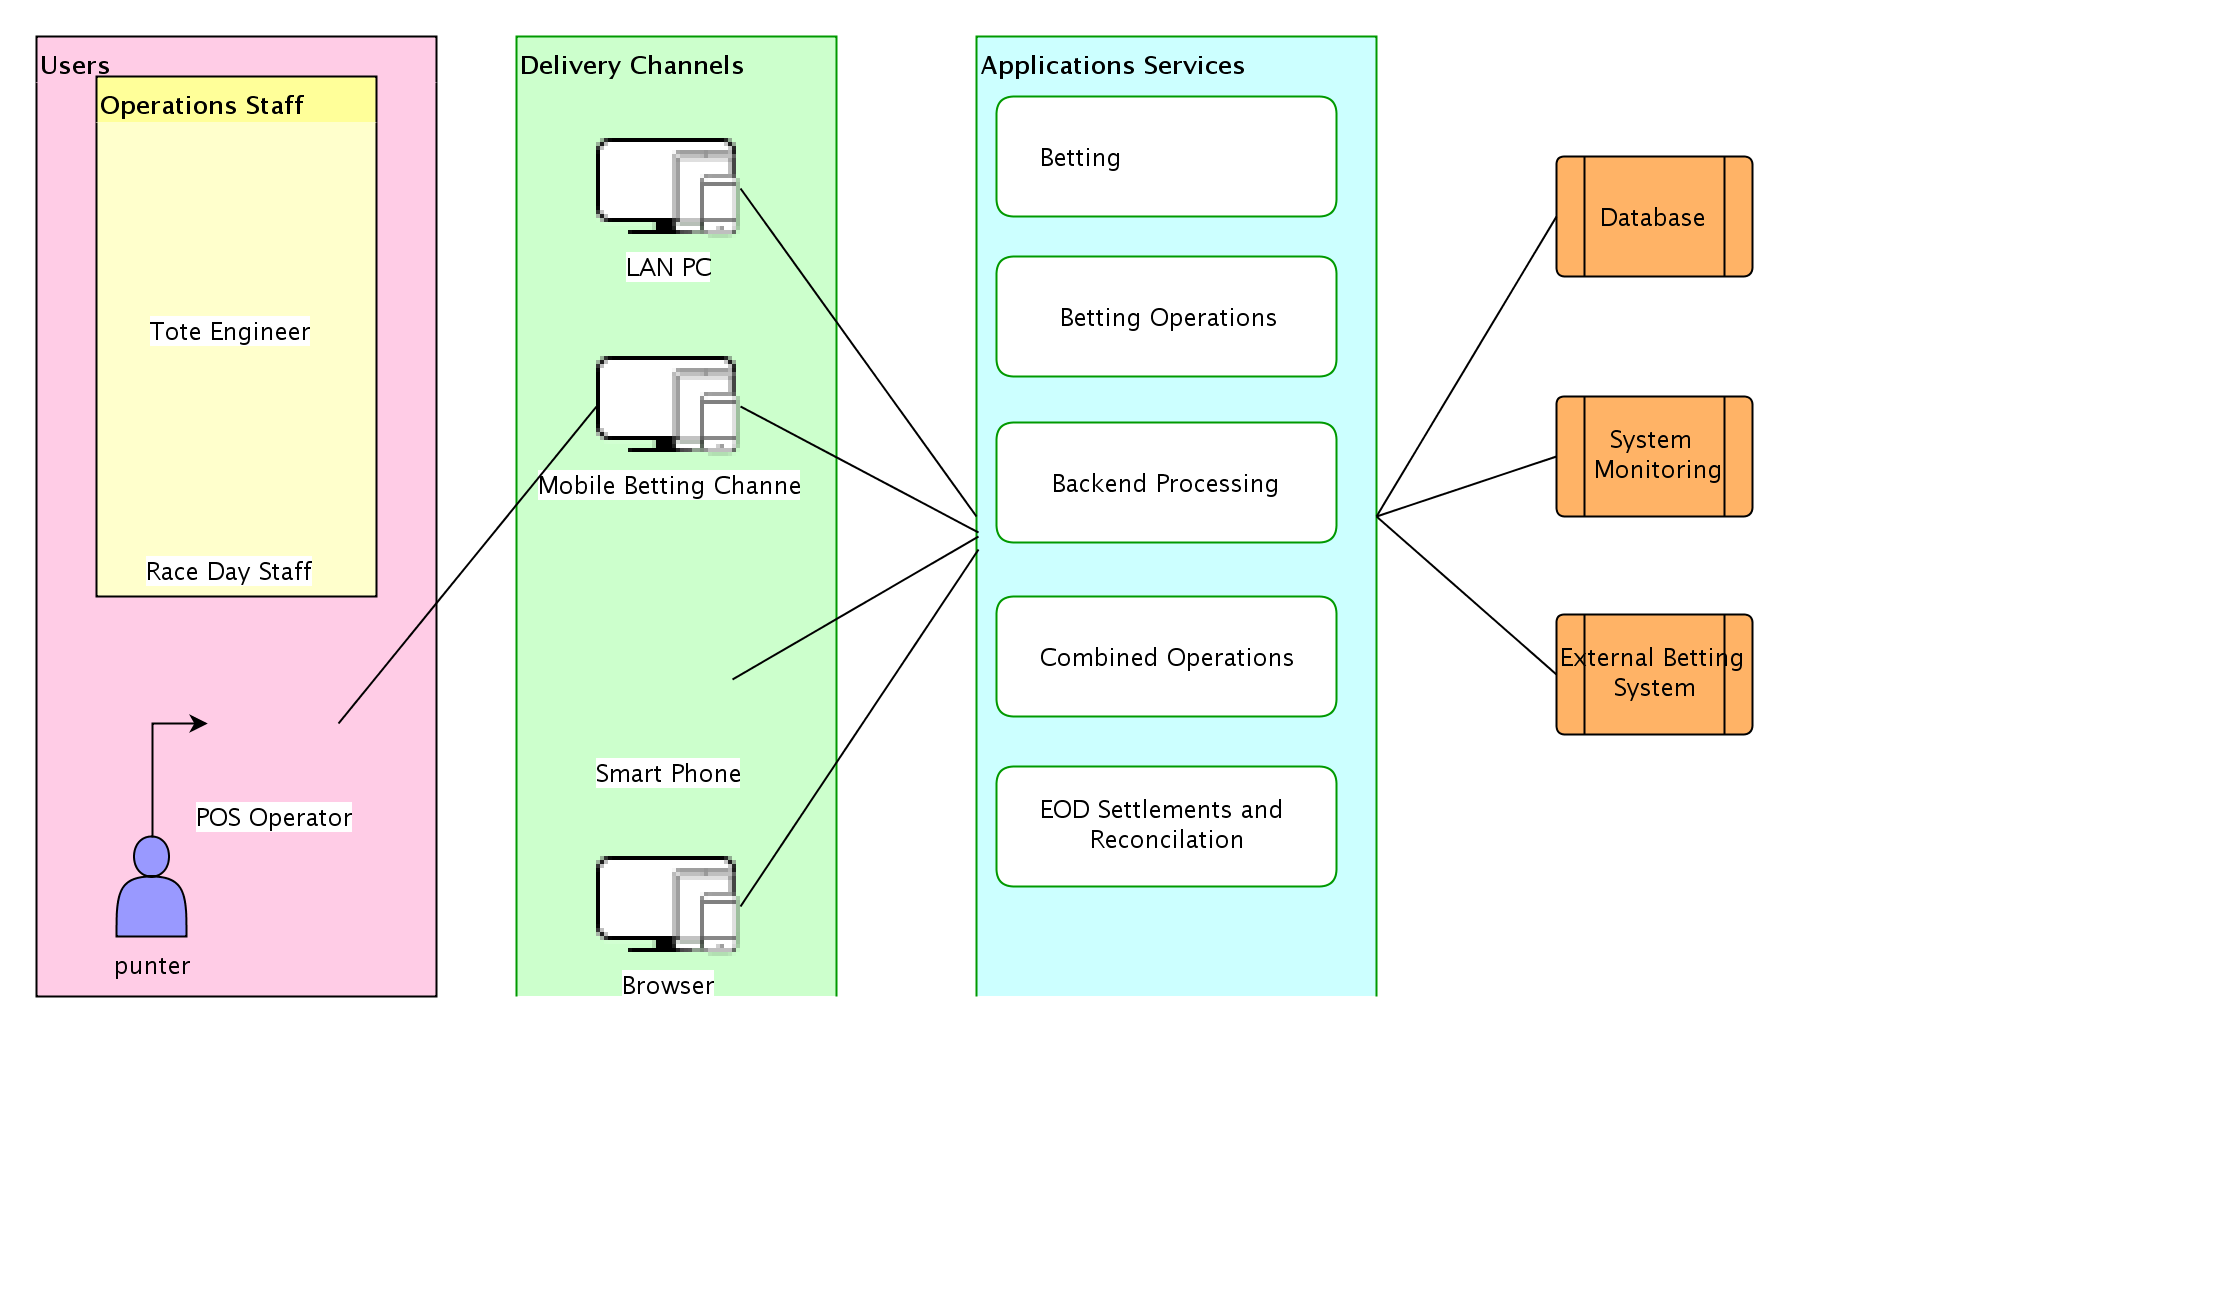 Users
Operations Staff
Tote Engineer
Race Day Staff
POS Operator
punter
Delivery Channels
LAN PC
Mobile Betting Channe
Smart Phone
Browser
Applications Services
Betting
Betting Operations
Backend Processing
Combined Operations
EOD Settlements and
Reconcilation
Database
System
Monitoring
External Betting
System